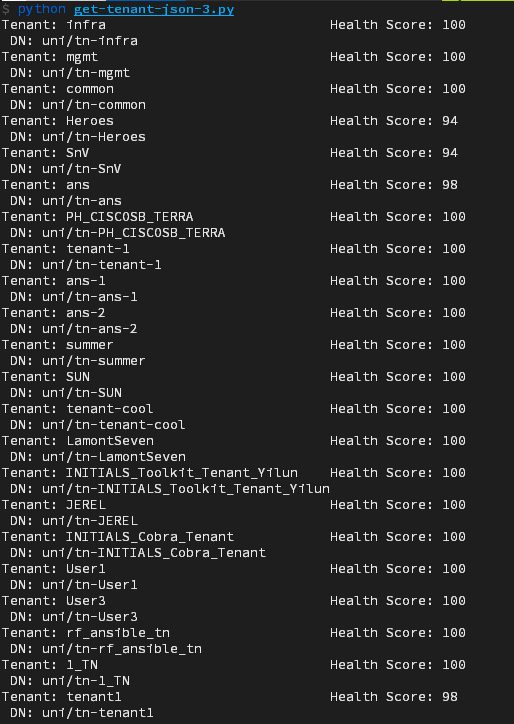 $ python get-tenant-json-3.py
Tenant: infra Health Score: 100
DN: uni/tn-infra
Tenant: mgmt Health Score: 100
DN: uni/tn-mgmt
Tenant: common Health Score: 100
DN: uni/tn-common
Tenant: Heroes Health Score: 94
DN: uni/tn-Heroes
Tenant: SnV Health Score: 94
DN: uni/tn-SnV
Tenant: ans Health Score: 98
DN: uni/tn-ans
Tenant: PH_CISCOSB_TERRA Health Score: 100
DN: uni/tn-PH_CISCOSB_TERRA
Tenant: tenant-1 Health Score: 100
DN: uni/tn-tenant-1
Tenant: ans-1 Health Score: 100
DN: uni/tn-ans-1
Tenant: ans-2 Health Score: 100
DN: uni/tn-ans-2
Tenant: summer Health Score: 100
DN: uni/tn-summer
Tenant: SUN Health Score: 100
DN: uni/tn-SUN
Tenant: tenant-cool Health Score: 100
DN: uni/tn-tenant-cool
Tenant: LamontSeven Health Score: 100
DN: uni/tn-LamontSeven
Tenant: INITIALS_Toolkit_Tenant_Yilun Health Score: 100
DN: uni/tn-INITIALS_Toolkit_Tenant_Yilun
Tenant: JEREL Health Score: 100
DN: uni/tn-JEREL
Tenant: INITIALS_Cobra_Tenant Health Score: 100
DN: uni/tn-INITIALS_Cobra_Tenant
Tenant: User1 Health Score: 100
DN: uni/tn-User1
Tenant: User3 Health Score: 100
DN: uni/tn-User3
Tenant: rf_ansible_tn Health Score: 100
DN: uni/tn-rf_ansible_tn
Tenant: 1_TN Health Score: 100
DN: uni/tn-1_TN
Tenant: tenant1 Health Score: 98
DN: uni/tn-tenant1